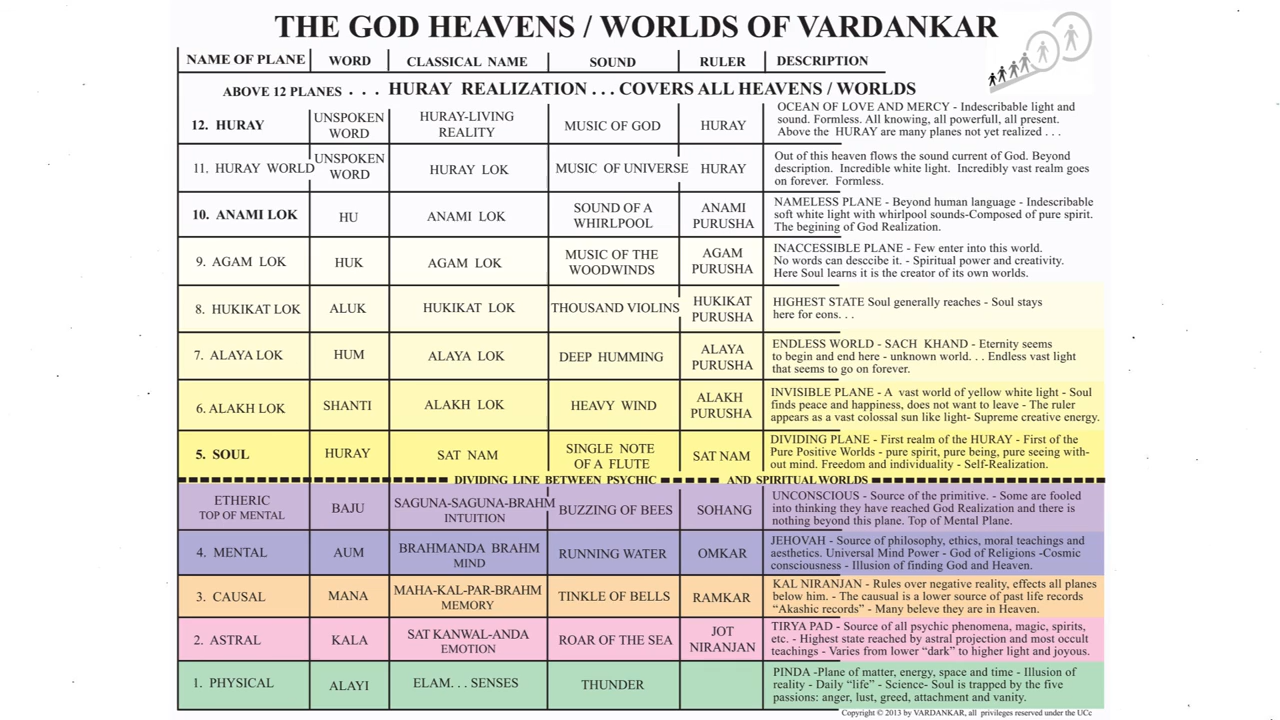 THE GOD HEAVENS / WORLDS OF VARDANKAR
NAME OF PLANE WORD CLASSICAL NAME SOUND RULER DESCRIPTION
ABOVE 12 PLANES . . . HURAY REALIZATION . . . COVERS ALL HEAVENS / WORLDS
12. HURAY
UNSPOKEN
WORD
HURAY-LIVING
REALITY
MUSIC OF GOD
HURAY
OCEAN OF LOVE AND MERCY - Indescribable light and
sound. Formless. All knowing, all powerfull, all present.
Above the HURAY are many planes not yet realized . . .
11. HURAY WORLD
UNSPOKEN
WORD
HURAY LOK
MUSIC OF UNIVERSE
HURAY
Out of this heaven flows the sound current of God. Beyond
description. Incredible white light. Incredibly vast realm goes
on forever. Formless.
10. ANAMI LOK
HU
ANAMI LOK
SOUND OF A
WHIRLPOOL
ANAMI
PURUSHA
NAMELESS PLANE - Beyond human language - Indescribable
soft white light with whirlpool sounds-Composed of pure spirit.
The begining of God Realization.
9. AGAM LOK
HUK
AGAM LOK
MUSIC OF THE
WOODWINDS
AGAM
PURUSHA
INACCESSIBLE PLANE - Few enter into this world.
No words can desccibe it. - Spiritual power and creativity.
Here Soul learns it is the creator of its own worlds.
8. HUKIKAT LOK
ALUK
HUKIKAT LOK
THOUSAND VIOLINS
HUKIKAT
PURUSHA
HIGHEST STATE Soul generally reaches - Soul stays
here for eons. . .
7. ALAYA LOK
HUM
ALAYA LOK
DEEP HUMMING
ALAYA
PURUSHA
ENDLESS WORLD - SACH KHAND - Eternity seems
to begin and end here - unknown world. . . Endless vast light
that seems to go on forever.
6. ALAKH LOK
SHANTI
ALAKH LOK
HEAVY WIND
ALAKH
PURUSHA
INVISIBLE PLANE - A vast world of yellow white light - Soul
finds peace and happiness, does not want to leave - The ruler
appears as a vast colossal sun like light- Supreme creative energy.
5. SOUL
HURAY
SAT NAM
SINGLE NOTE
OF A FLUTE
SAT NAM
DIVIDING PLANE - First realm of the HURAY - First of the
Pure Positive Worlds - pure spirit, pure being, pure seeing with-
out mind. Freedom and individuality - Self-Realization.
DIVIDING LINE BETWEEN PSYCHIC AND SPIRITUAL WORLDS
ETHERIC
TOP OF MENTAL
BAJU
SAGUNA-SAGUNA-BRAHM
INTUITION
BUZZING OF BEES
SOHANG
UNCONSCIOUS - Source of the primitive. - Some are fooled
into thinking they have reached God Realization and there is
nothing beyond this plane. Top of Mental Plane.
4. MENTAL
AUM
BRAHMANDA BRAHM
MIND
RUNNING WATER
OMKAR
JEHOVAH - Source of philosophy, ethics, moral teachings and
aesthetics. Universal Mind Power - God of Religions -Cosmic
consciousness - Illusion of finding God and Heaven.
3. CAUSAL
MANA
MAHA-KAL-PAR-BRAHM
MEMORY
TINKLE OF BELLS
RAMKAR
KAL NIRANJAN - Rules over negative reality, effects all planes
below him. - The causual is a lower source of past life records
“Akashic records” - Many beleve they are in Heaven.
2. ASTRAL
KALA
SAT KANWAL-ANDA
EMOTION
ROAR OF THE SEA
JOT
NIRANJAN
TIRYA PAD - Source of all psychic phenomena, magic, spirits,
etc. - Highest state reached by astral projection and most occult
teachings - Varies from lower “dark” to higher light and joyous.
1. PHYSICAL
ALAYI
ELAM. . . SENSES
THUNDER
PINDA -Plane of matter, energy, space and time - Illusion of
reality - Daily “life” - Science- Soul is trapped by the five
passions: anger, lust, greed, attachment and vanity.
Copyright © 2013 by VARDANKAR, all privileges reserved under the UCc